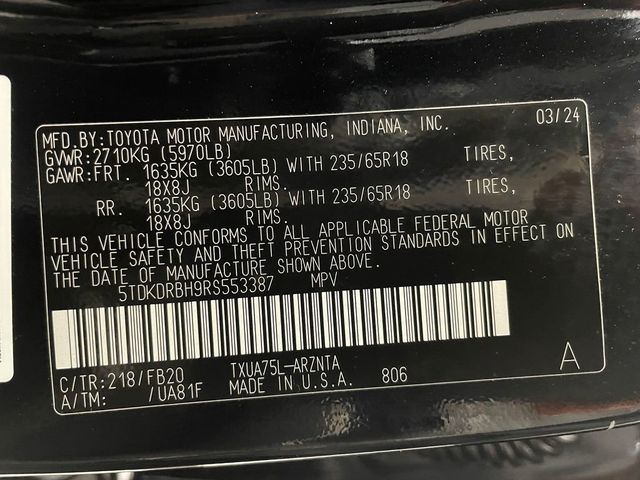 MFD.BY:TOYOTA MOTOR MANUFACTURING, INDIANA, INC. 03/24
GVWR:2710KG (5970LB)
GAWR:FRT. 1635KG (3605LB) WITH 235/65R18 TIRES,
18X8J RIMS.
RR. 1635KG (3605LB) WITH 235/65R18 TIRES,
18X8J RIMS.
THIS VEHICLE CONFORMS TO ALL APPLICABLE FEDERAL MOTOR
VEHICLE SAFETY AND THEFT PREVENTION STANDARDS IN EFFECT ON
THE DATE OF MANUFACTURE SHOWN ABOVE.
5TDKDRBH9RS553387 MPV
C/TR:218/FB20 TXUA75L-ARZNTA A
A/TM: /UA81F MADE IN U.S.A. 806